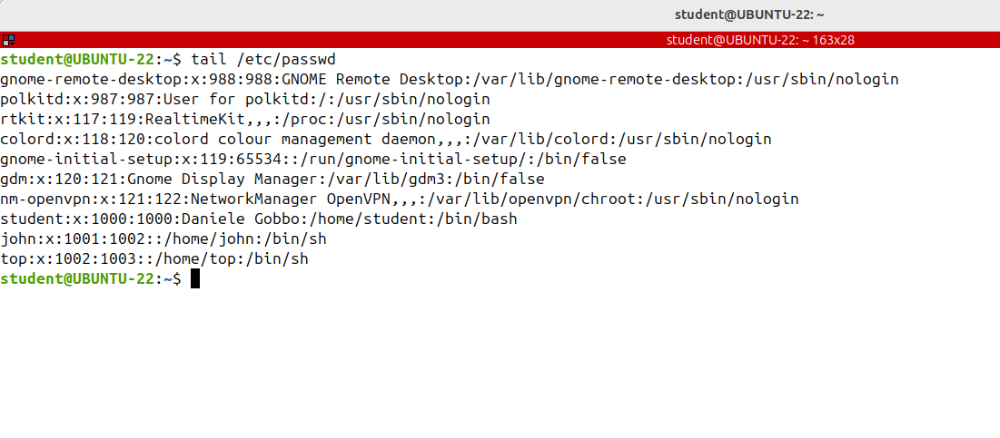 student@UBUNTU-22: ~
student@UBUNTU-22: ~ 163x28
student@UBUNTU-22:~$ tail /etc/passwd
gnome-remote-desktop:x:988:988:GNOME Remote Desktop:/var/lib/gnome-remote-desktop:/usr/sbin/nologin
polkitd:x:987:987:User for polkitd:/:/usr/sbin/nologin
rtkit:x:117:119:RealtimeKit,,,:/proc:/usr/sbin/nologin
colord:x:118:120:colord colour management daemon,,,:/var/lib/colord:/usr/sbin/nologin
gnome-initial-setup:x:119:65534::/run/gnome-initial-setup/:/bin/false
gdm:x:120:121:Gnome Display Manager:/var/lib/gdm3:/bin/false
nm-openvpn:x:121:122:NetworkManager OpenVPN,,,:/var/lib/openvpn/chroot:/usr/sbin/nologin
student:x:1000:1000:Daniele Gobbo:/home/student:/bin/bash
john:x:1001:1002::/home/john:/bin/sh
top:x:1002:1003::/home/top:/bin/sh
student@UBUNTU-22:~$